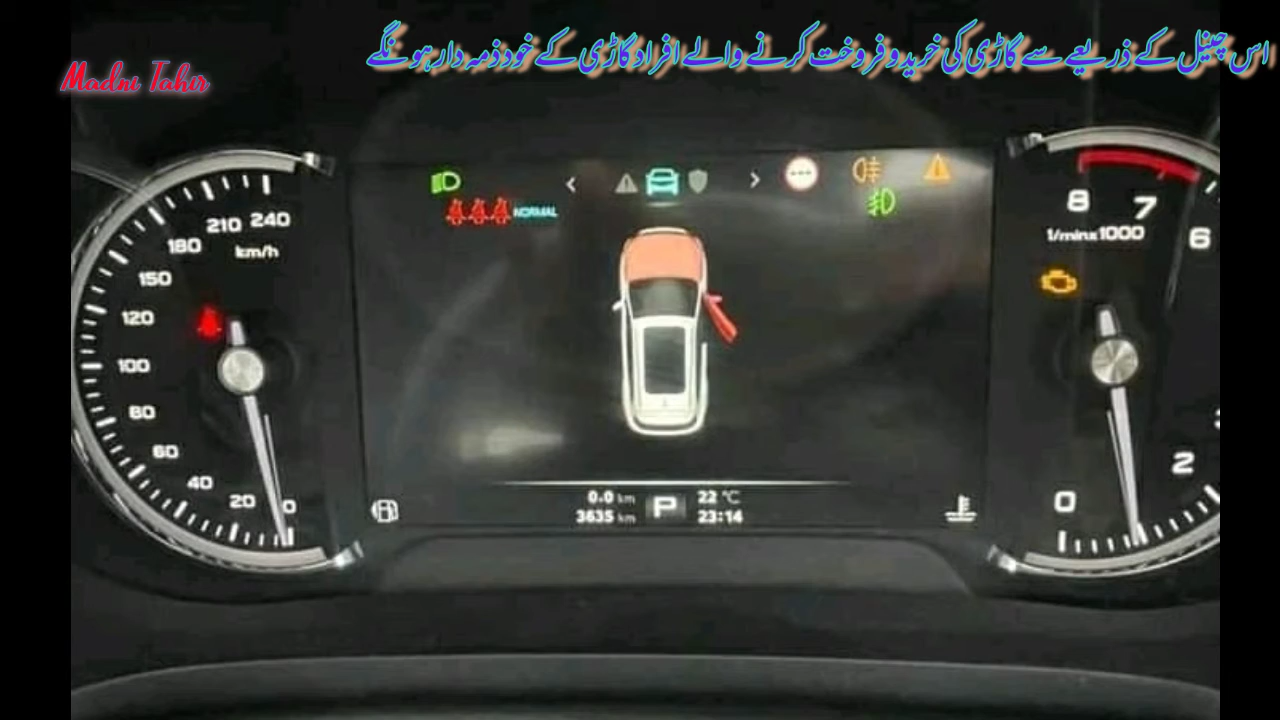 اس چینل کے ذریعے سے گاڑی کی خریدوفروخت کرنے والے افراد گاڑی کے خود ذمہ دار ہونگے
Madni Tahir
NORMAL
240
210
180
km/h
150
120
100
80
60
40
20
0
8
7
6
1/minx1000
2
0
0.0 km
22 °C
3635 km
P
23:14